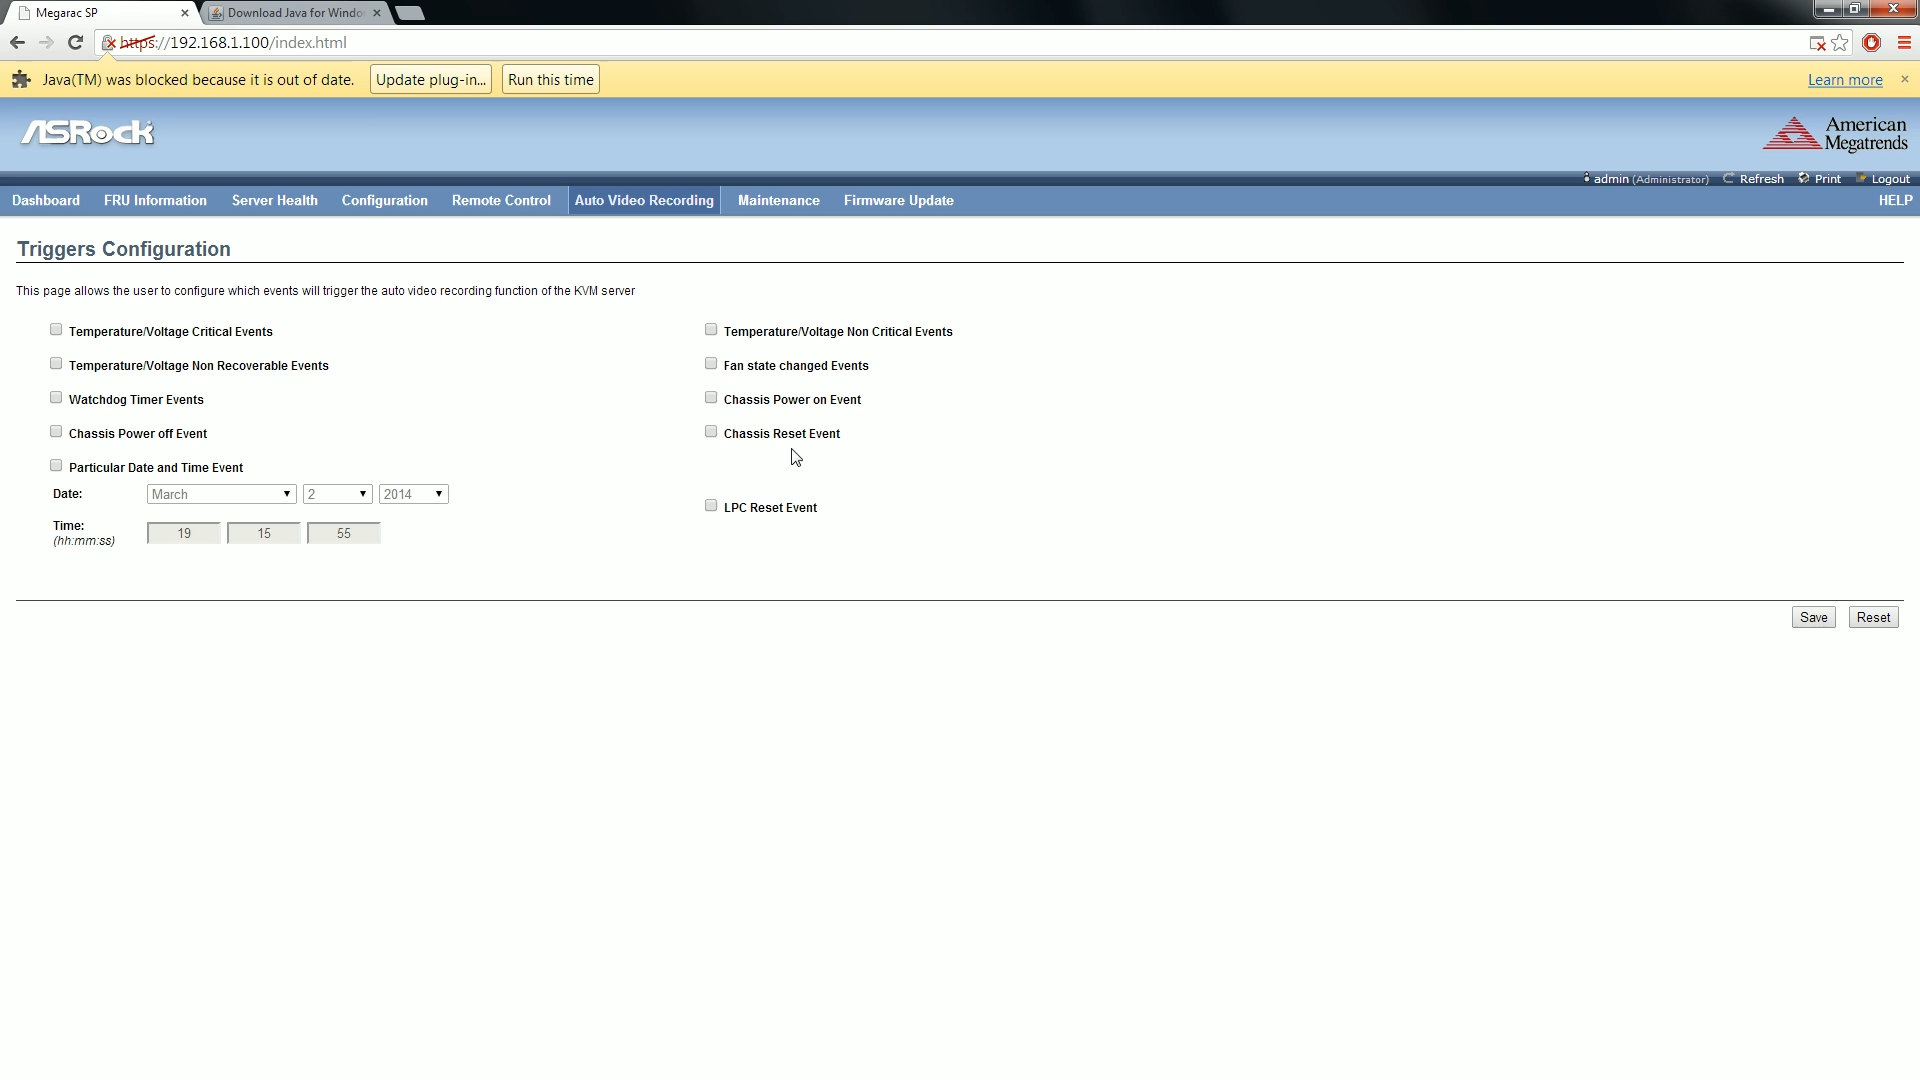 Megarac SP
Download Java for Windo
https://192.168.1.100/index.html
Java(TM) was blocked because it is out of date. Update plug-in... Run this time Learn more
ASRock
American
Megatrends
admin (Administrator) Refresh Print Logout
Dashboard FRU Information Server Health Configuration Remote Control Auto Video Recording Maintenance Firmware Update HELP
Triggers Configuration
This page allows the user to configure which events will trigger the auto video recording function of the KVM server
Temperature/Voltage Critical Events Temperature/Voltage Non Critical Events
Temperature/Voltage Non Recoverable Events Fan state changed Events
Watchdog Timer Events Chassis Power on Event
Chassis Power off Event Chassis Reset Event
Particular Date and Time Event
Date: March 2 2014
LPC Reset Event
Time: 19 15 55
(hh:mm:ss)
Save Reset